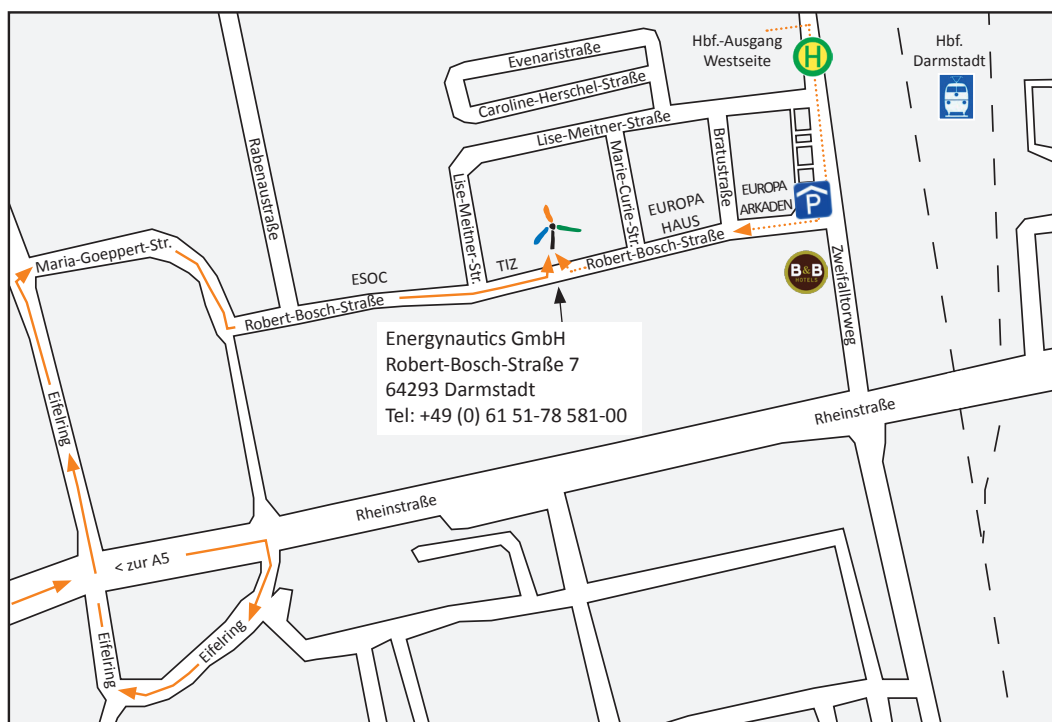 Hbf.-Ausgang
Westseite
H
Hbf.
Darmstadt
Evenaristraße
Caroline-Herschel-Straße
Lise-Meitner-Straße
Rabenaustraße
Lise-Meitner-Str.
Marie-Curie-Str.
Bratustraße
EUROPA
HAUS
EUROPA
ARKADEN
P
Maria-Goeppert-Str.
ESOC
TIZ
Robert-Bosch-Straße
Robert-Bosch-Straße
B&B
HOTELS
Zweifalltorweg
Energynautics GmbH
Robert-Bosch-Straße 7
64293 Darmstadt
Tel: +49 (0) 61 51-78 581-00
Eifelring
Rheinstraße
Rheinstraße
< zur A5
Eifelring
Eifelring